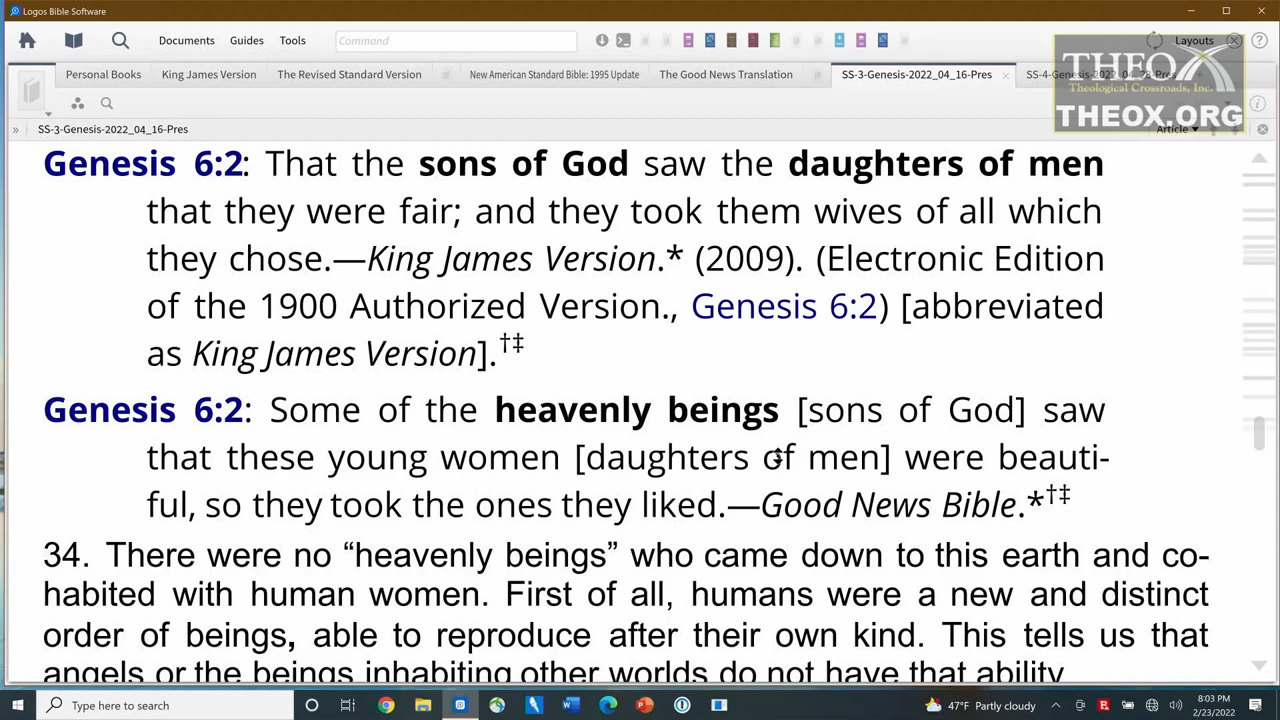 Logos Bible Software
Documents Guides Tools Command Layouts
Personal Books King James Version The Revised Standard Version New American Standard Bible: 1995 Update The Good News Translation SS-3-Genesis-2022_04_16-Pres
THEOX
Theological Crossroads, Inc.
THEOX.ORG
SS-3-Genesis-2022_04_16-Pres Article
Genesis 6:2: That the sons of God saw the daughters of men
that they were fair; and they took them wives of all which
they chose.—King James Version.* (2009). (Electronic Edition
of the 1900 Authorized Version., Genesis 6:2) [abbreviated
as King James Version].†‡
Genesis 6:2: Some of the heavenly beings [sons of God] saw
that these young women [daughters of men] were beauti-
ful, so they took the ones they liked.—Good News Bible.*†‡
34. There were no “heavenly beings” who came down to this earth and co-
habited with human women. First of all, humans were a new and distinct
order of beings, able to reproduce after their own kind. This tells us that
angels or the beings inhabiting other worlds do not have that ability
Type here to search
47°F Partly cloudy
8:03 PM
2/23/2022